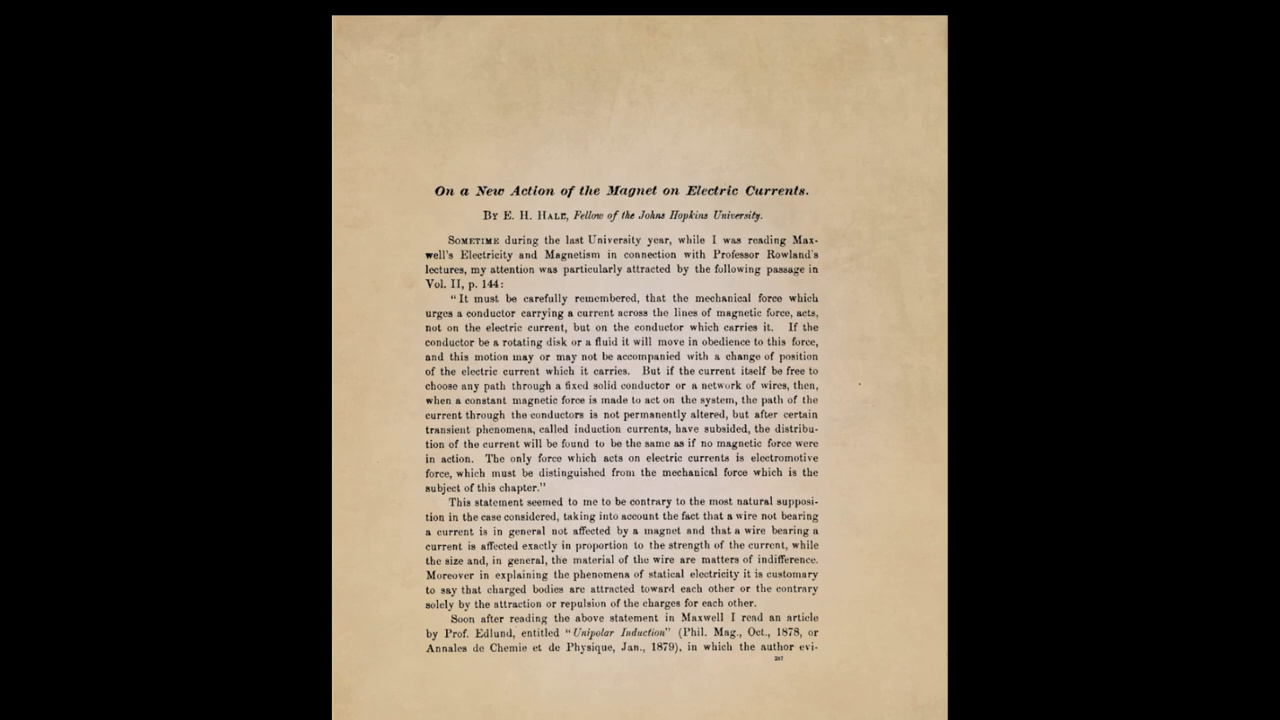 On a New Action of the Magnet on Electric Currents.
By E. H. Hall, Fellow of the Johns Hopkins University.
Sometime during the last University year, while I was reading Max-
well's Electricity and Magnetism in connection with Professor Rowland's
lectures, my attention was particularly attracted by the following passage in
Vol. II, p. 144:
"It must be carefully remembered, that the mechanical force which
urges a conductor carrying a current across the lines of magnetic force, acts,
not on the electric current, but on the conductor which carries it. If the
conductor be a rotating disk or a fluid it will move in obedience to this force,
and this motion may or may not be accompanied with a change of position
of the electric current which it carries. But if the current itself be free to
choose any path through a fixed solid conductor or a network of wires, then,
when a constant magnetic force is made to act on the system, the path of the
current through the conductors is not permanently altered, but after certain
transient phenomena, called induction currents, have subsided, the distribu-
tion of the current will be found to be the same as if no magnetic force were
in action. The only force which acts on electric currents is electromotive
force, which must be distinguished from the mechanical force which is the
subject of this chapter."
This statement seemed to me to be contrary to the most natural supposi-
tion in the case considered, taking into account the fact that a wire not bearing
a current is in general not affected by a magnet and that a wire bearing a
current is affected exactly in proportion to the strength of the current, while
the size and, in general, the material of the wire are matters of indifference.
Moreover in explaining the phenomena of statical electricity it is customary
to say that charged bodies are attracted toward each other or the contrary
solely by the attraction or repulsion of the charges for each other.
Soon after reading the above statement in Maxwell I read an article
by Prof. Edlund, entitled "Unipolar Induction" (Phil. Mag., Oct., 1878, or
Annales de Chemie et de Physique, Jan., 1879), in which the author evi-
287